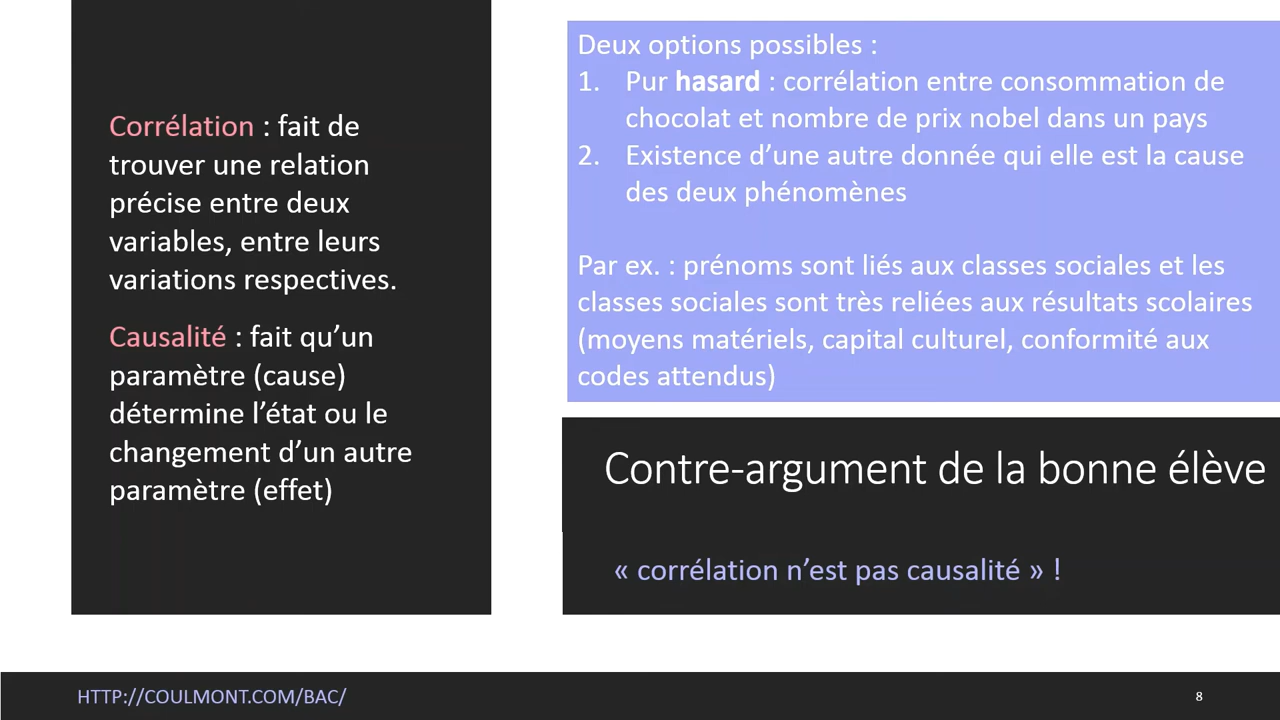 Corrélation : fait de
trouver une relation
précise entre deux
variables, entre leurs
variations respectives.
Causalité : fait qu’un
paramètre (cause)
détermine l’état ou le
changement d’un autre
paramètre (effet)
Deux options possibles :
1. Pur hasard : corrélation entre consommation de
chocolat et nombre de prix nobel dans un pays
2. Existence d’une autre donnée qui elle est la cause
des deux phénomènes
Par ex. : prénoms sont liés aux classes sociales et les
classes sociales sont très reliées aux résultats scolaires
(moyens matériels, capital culturel, conformité aux
codes attendus)
Contre-argument de la bonne élève
« corrélation n’est pas causalité » !
HTTP://COULMONT.COM/BAC/
8